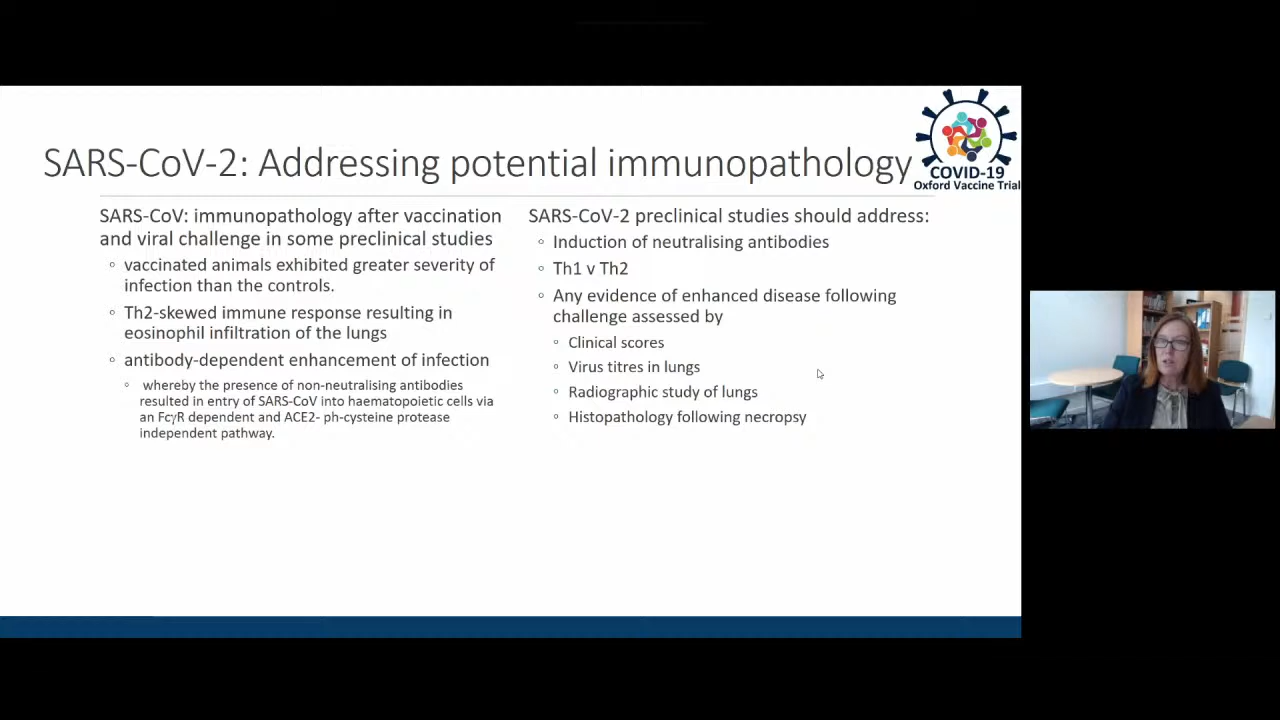 SARS-CoV-2: Addressing potential immunopathology
COVID-19
Oxford Vaccine Trial
SARS-CoV: immunopathology after vaccination
and viral challenge in some preclinical studies
◦ vaccinated animals exhibited greater severity of
infection than the controls.
◦ Th2-skewed immune response resulting in
eosinophil infiltration of the lungs
◦ antibody-dependent enhancement of infection
◦ whereby the presence of non-neutralising antibodies
resulted in entry of SARS-CoV into haematopoietic cells via
an FcγR dependent and ACE2- ph-cysteine protease
independent pathway.
SARS-CoV-2 preclinical studies should address:
◦ Induction of neutralising antibodies
◦ Th1 v Th2
◦ Any evidence of enhanced disease following
challenge assessed by
◦ Clinical scores
◦ Virus titres in lungs
◦ Radiographic study of lungs
◦ Histopathology following necropsy